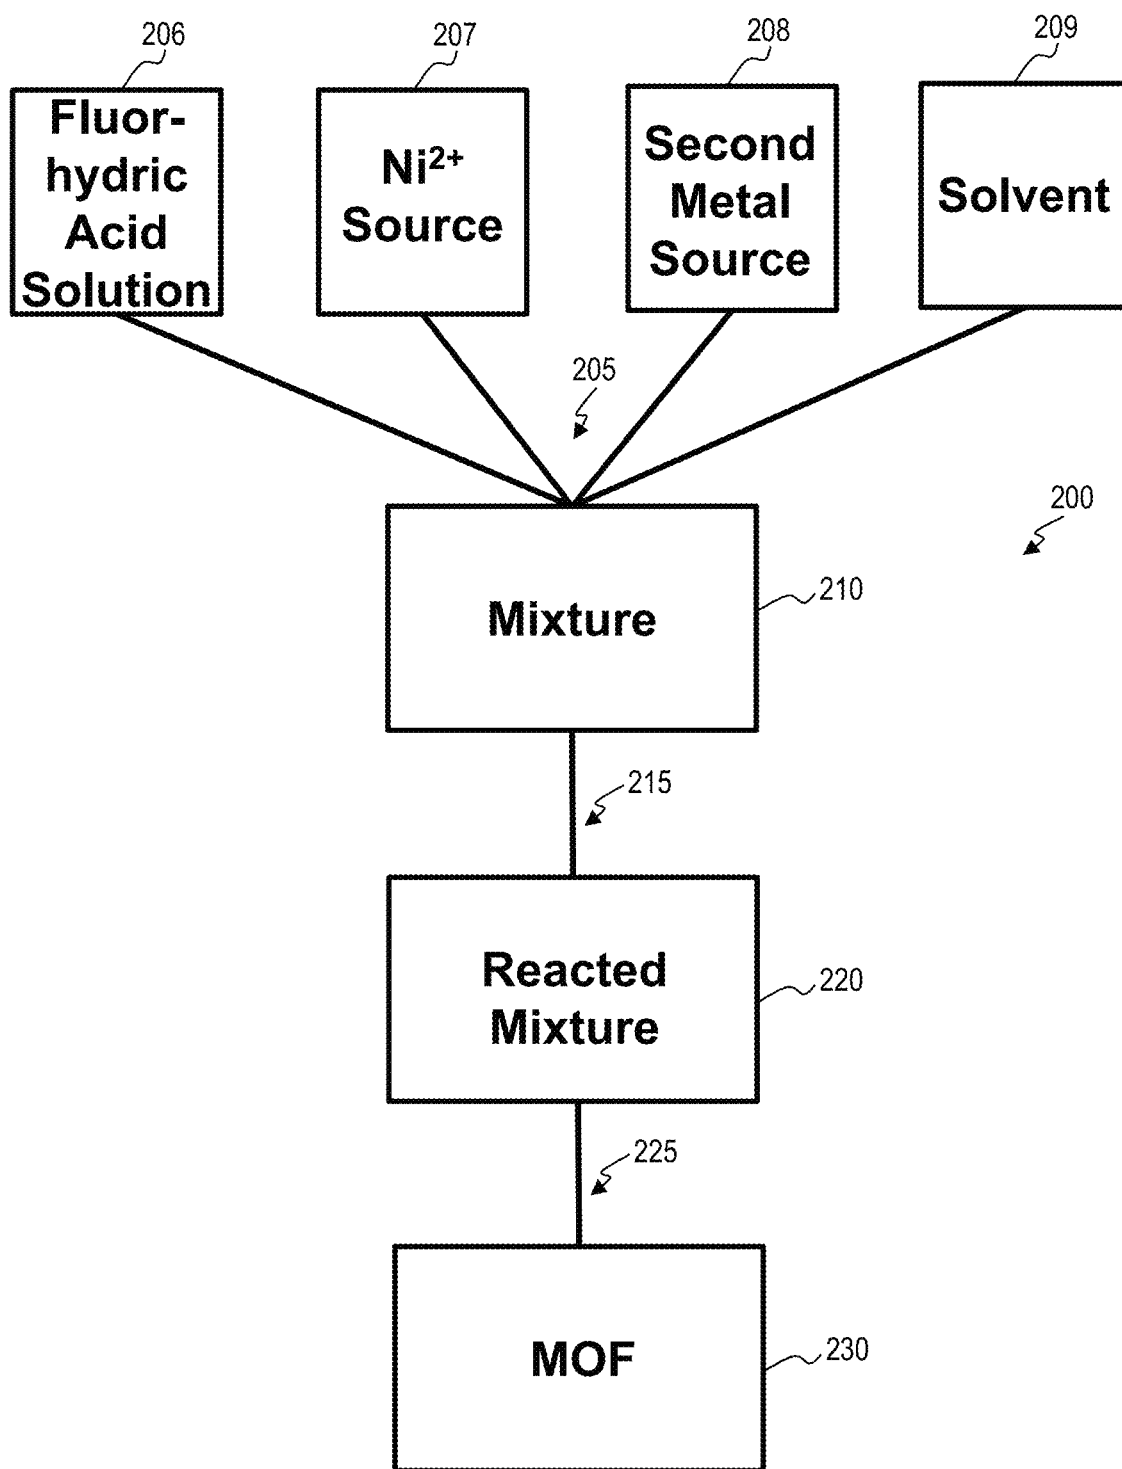 206
207
208
209
Fluor-
hydric
Acid
Solution
Ni²⁺
Source
Second
Metal
Source
Solvent
205
200
Mixture
210
215
Reacted
Mixture
220
225
MOF
230